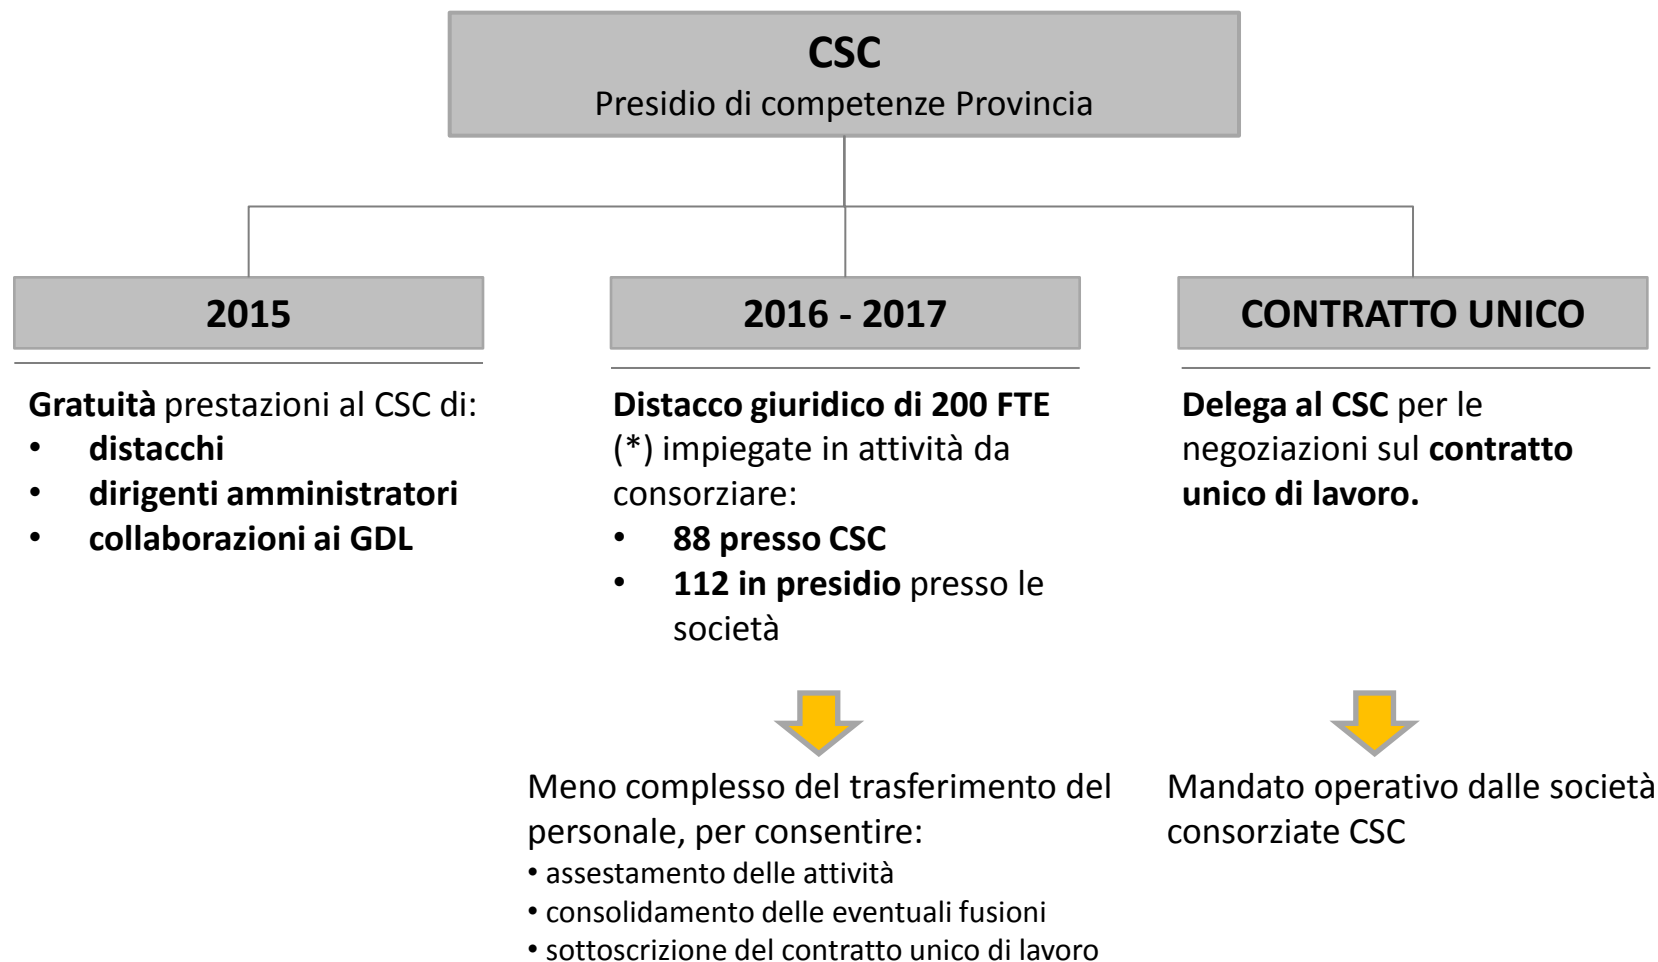 CSC
Presidio di competenze Provincia
2015
Gratuità prestazioni al CSC di:
• distacchi
• dirigenti amministratori
• collaborazioni ai GDL
2016 - 2017
Distacco giuridico di 200 FTE
(*) impiegate in attività da
consorziare:
• 88 presso CSC
• 112 in presidio presso le
società
Meno complesso del trasferimento del
personale, per consentire:
• assestamento delle attività
• consolidamento delle eventuali fusioni
• sottoscrizione del contratto unico di lavoro
CONTRATTO UNICO
Delega al CSC per le
negoziazioni sul contratto
unico di lavoro.
Mandato operativo dalle società
consorziate CSC